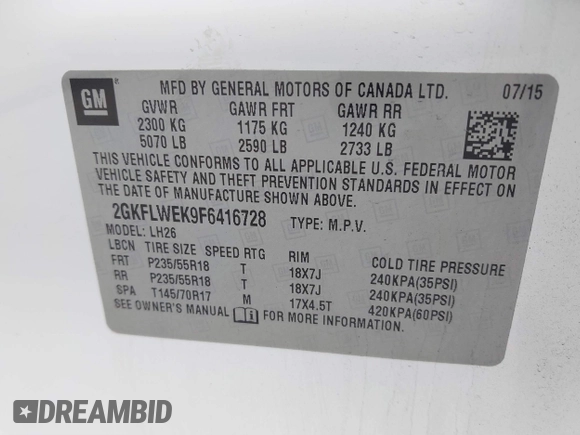 GM
MFD BY GENERAL MOTORS OF CANADA LTD. 07/15
GVWR GAWR FRT GAWR RR
2300 KG 1175 KG 1240 KG
5070 LB 2590 LB 2733 LB
THIS VEHICLE CONFORMS TO ALL APPLICABLE U.S. FEDERAL MOTOR
VEHICLE SAFETY AND THEFT PREVENTION STANDARDS IN EFFECT ON
THE DATE OF MANUFACTURE SHOWN ABOVE.
2GKFLWEK9F6416728 TYPE: M.P.V.
MODEL: LH26
LBCN TIRE SIZE SPEED RTG RIM COLD TIRE PRESSURE
FRT P235/55R18 T 18X7J 240KPA(35PSI)
RR P235/55R18 T 18X7J 240KPA(35PSI)
SPA T145/70R17 M 17X4.5T 420KPA(60PSI)
SEE OWNER'S MANUAL FOR MORE INFORMATION.
DREAMBID